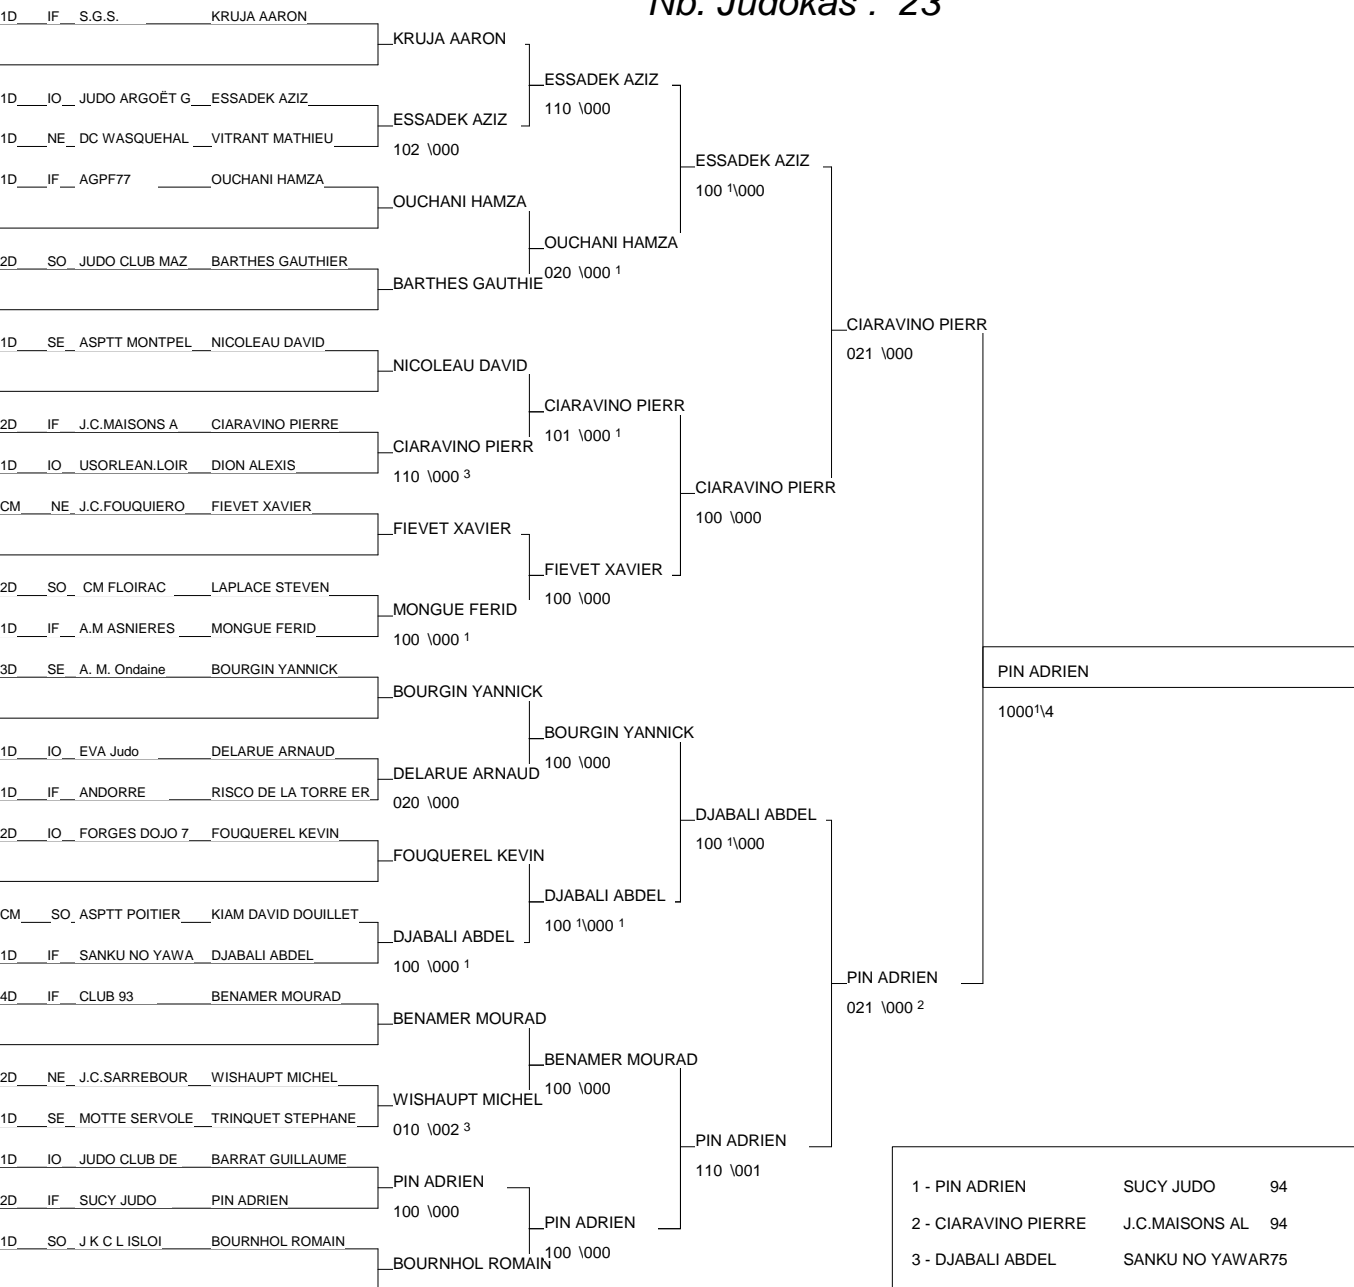 Nb. Judokas : 23
1D IF S.G.S. KRUJA AARON
KRUJA AARON
ESSADEK AZIZ
1D IO JUDO ARGOËT G ESSADEK AZIZ
110 \000
ESSADEK AZIZ
1D NE DC WASQUEHAL VITRANT MATHIEU
102 \000
ESSADEK AZIZ
1D IF AGPF77 OUCHANI HAMZA
100 1\000
OUCHANI HAMZA
OUCHANI HAMZA
2D SO JUDO CLUB MAZ BARTHES GAUTHIER
020 \000 1
BARTHES GAUTHIE
CIARAVINO PIERR
1D SE ASPTT MONTPEL NICOLEAU DAVID
021 \000
NICOLEAU DAVID
CIARAVINO PIERR
2D IF J.C.MAISONS A CIARAVINO PIERRE
101 \000 1
CIARAVINO PIERR
1D IO USORLEAN.LOIR DION ALEXIS
110 \000 3
CIARAVINO PIERR
CM NE J.C.FOUQUIERO FIEVET XAVIER
100 \000
FIEVET XAVIER
FIEVET XAVIER
2D SO CM FLOIRAC LAPLACE STEVEN
100 \000
MONGUE FERID
1D IF A.M ASNIERES MONGUE FERID
100 \000 1
3D SE A. M. Ondaine BOURGIN YANNICK
PIN ADRIEN
BOURGIN YANNICK
10001\4
BOURGIN YANNICK
1D IO EVA Judo DELARUE ARNAUD
100 \000
DELARUE ARNAUD
1D IF ANDORRE RISCO DE LA TORRE ER
020 \000
DJABALI ABDEL
2D IO FORGES DOJO 7 FOUQUEREL KEVIN
100 1\000
FOUQUEREL KEVIN
DJABALI ABDEL
CM SO ASPTT POITIER KIAM DAVID DOUILLET
100 1\000 1
DJABALI ABDEL
1D IF SANKU NO YAWA DJABALI ABDEL
100 \000 1
PIN ADRIEN
4D IF CLUB 93 BENAMER MOURAD
021 \000 2
BENAMER MOURAD
BENAMER MOURAD
2D NE J.C.SARREBOUR WISHAUPT MICHEL
100 \000
WISHAUPT MICHEL
1D SE MOTTE SERVOLE TRINQUET STEPHANE
010 \002 3
PIN ADRIEN
1D IO JUDO CLUB DE BARRAT GUILLAUME
110 \001
PIN ADRIEN
1 - PIN ADRIEN SUCY JUDO 94
2D IF SUCY JUDO PIN ADRIEN
100 \000
PIN ADRIEN
2 - CIARAVINO PIERRE J.C.MAISONS AL 94
1D SO J K C L ISLOI BOURNHOL ROMAIN
100 \000
BOURNHOL ROMAIN
3 - DJABALI ABDEL SANKU NO YAWAR75